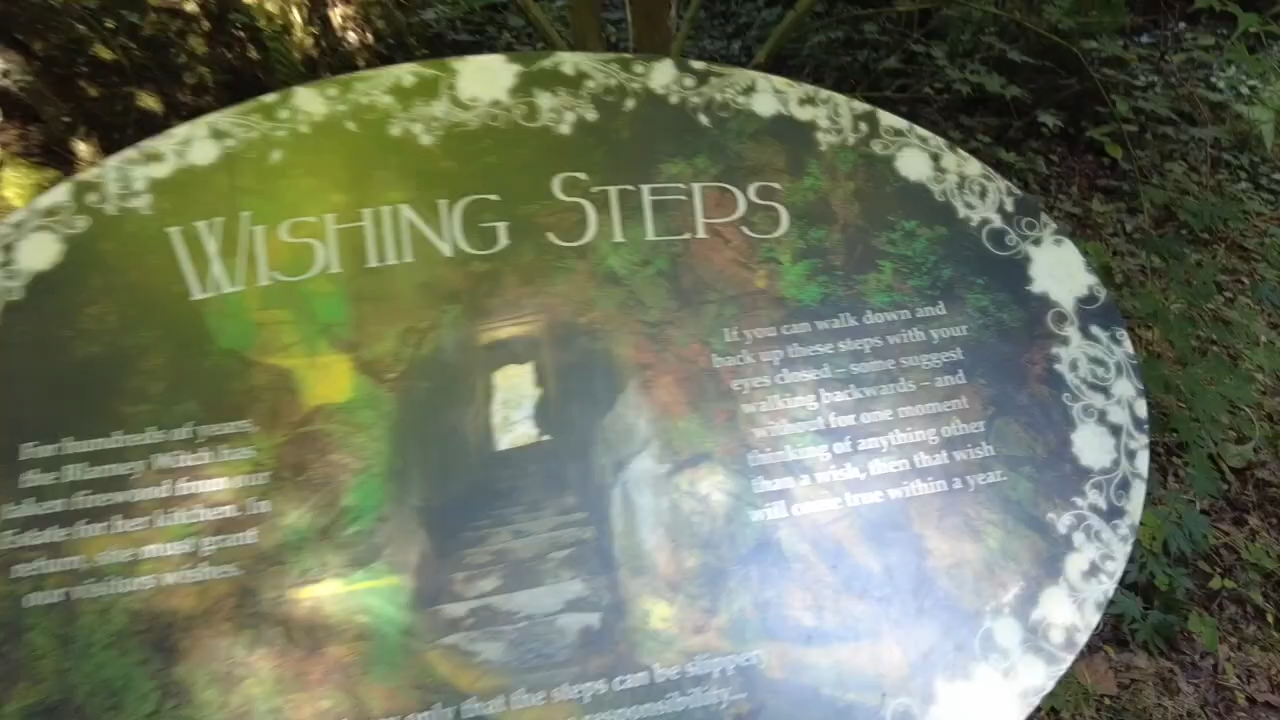 WISHING STEPS
For hundreds of years,
the Blarney Witch has
taken firewood from our
Estate for her kitchen. In
return, she must grant
our visitors wishes.
If you can walk down and
back up these steps with your
eyes closed – some suggest
walking backwards – and
without for one moment
thinking of anything other
than a wish, then that wish
will come true within a year.
only that the steps can be slippery
responsibility...